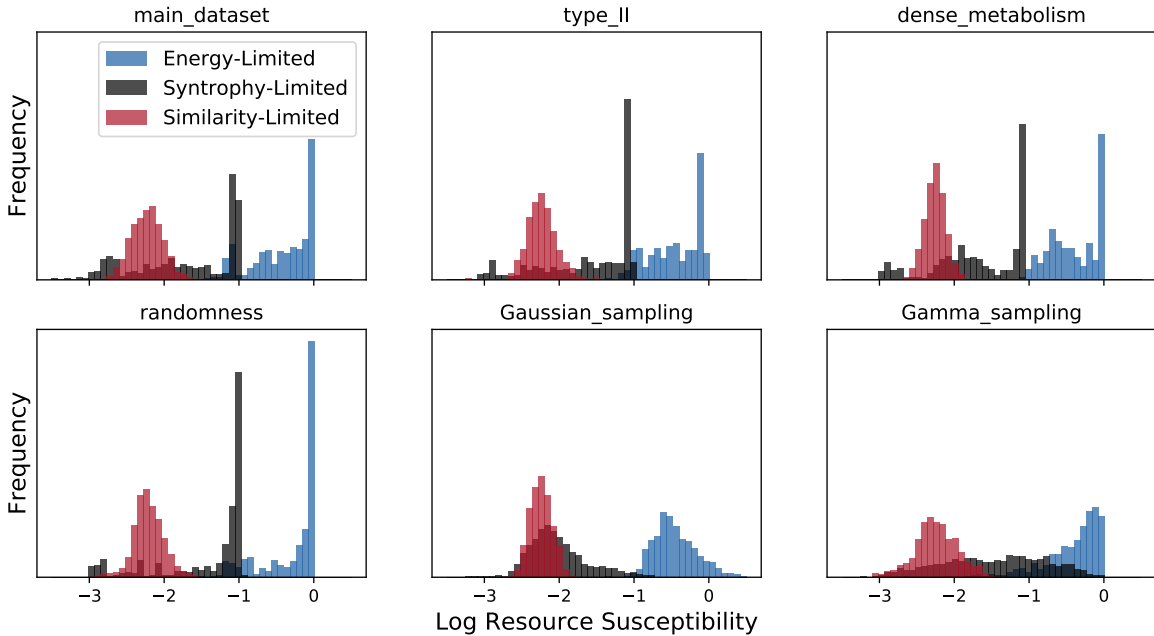 main_dataset
type_II
dense_metabolism
Energy-Limited
Syntrophy-Limited
Similarity-Limited
Frequency
randomness
Gaussian_sampling
Gamma_sampling
Frequency
−3 −2 −1 0
−3 −2 −1 0
−3 −2 −1 0
Log Resource Susceptibility